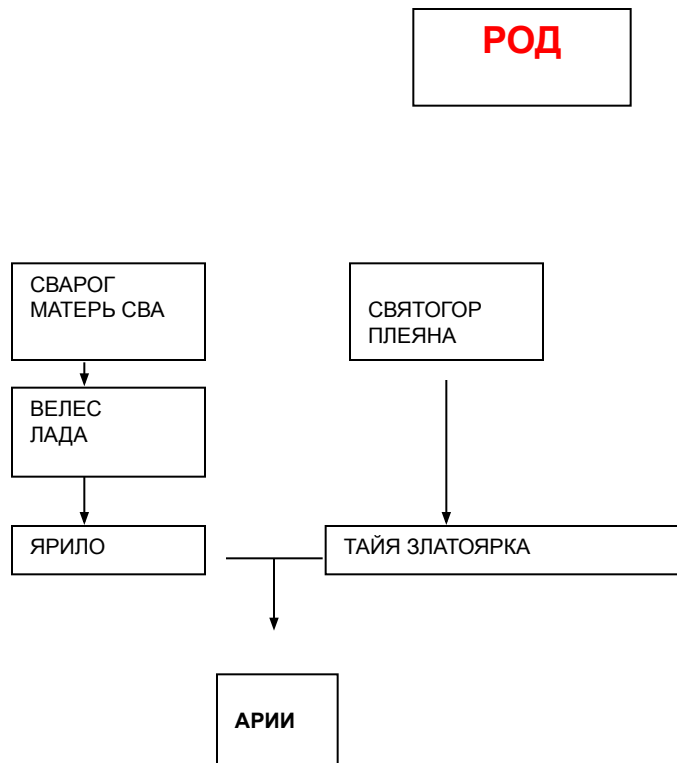 РОД
СВАРОГ
МАТЕРЬ СВА
СВЯТОГОР
ПЛЕЯНА
ВЕЛЕС
ЛАДА
ЯРИЛО
ТАЙЯ ЗЛАТОЯРКА
АРИИ